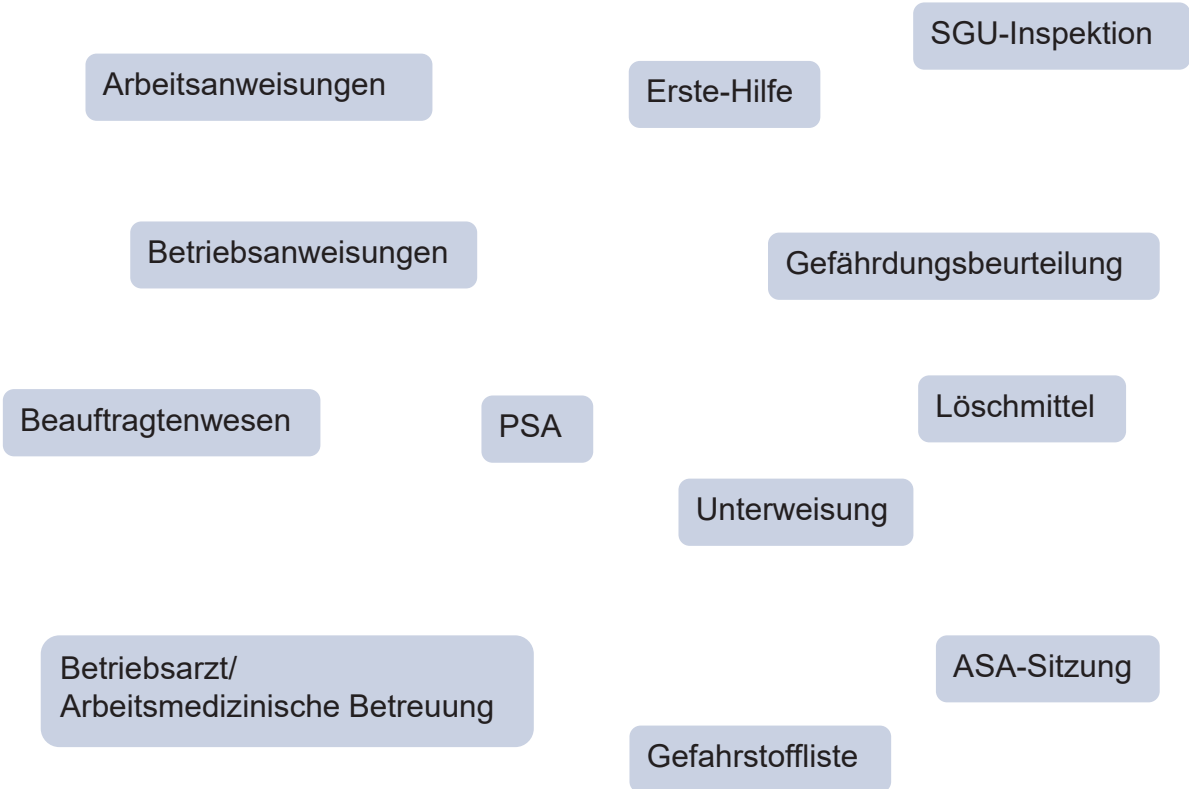 SGU-Inspektion
Arbeitsanweisungen
Erste-Hilfe
Betriebsanweisungen
Gefährdungsbeurteilung
Beauftragtenwesen
PSA
Löschmittel
Unterweisung
Betriebsarzt/
Arbeitsmedizinische Betreuung
ASA-Sitzung
Gefahrstoffliste